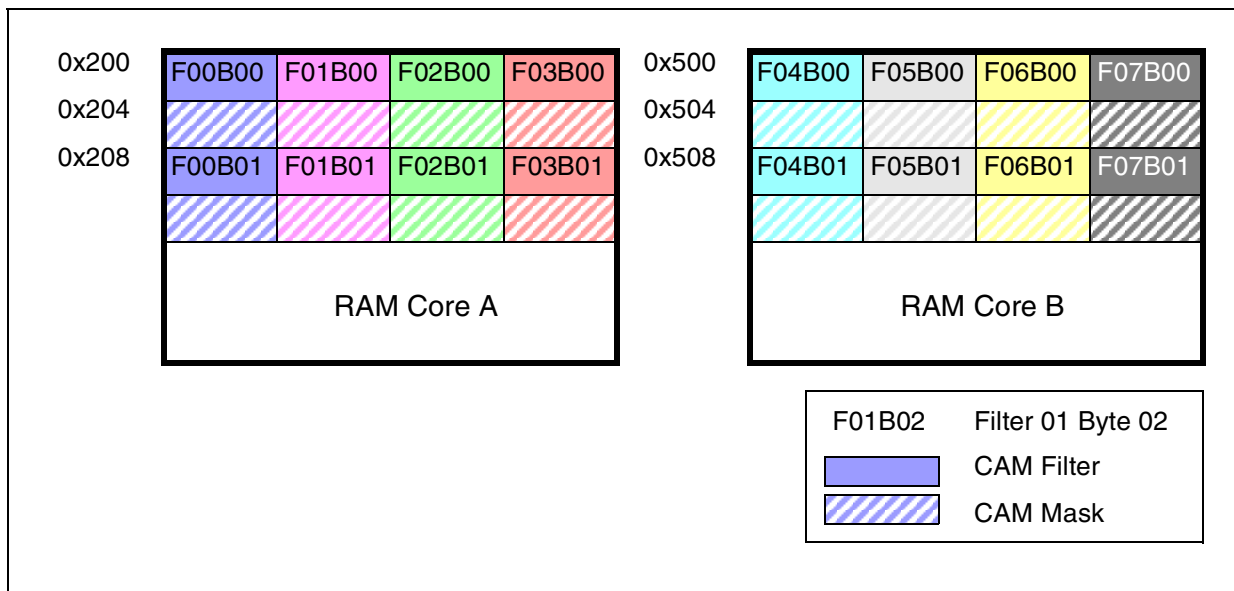 0x200 F00B00 F01B00 F02B00 F03B00 0x500 F04B00 F05B00 F06B00 F07B00
0x204 0x504
0x208 F00B01 F01B01 F02B01 F03B01 0x508 F04B01 F05B01 F06B01 F07B01
RAM Core A RAM Core B
F01B02 Filter 01 Byte 02
CAM Filter
CAM Mask